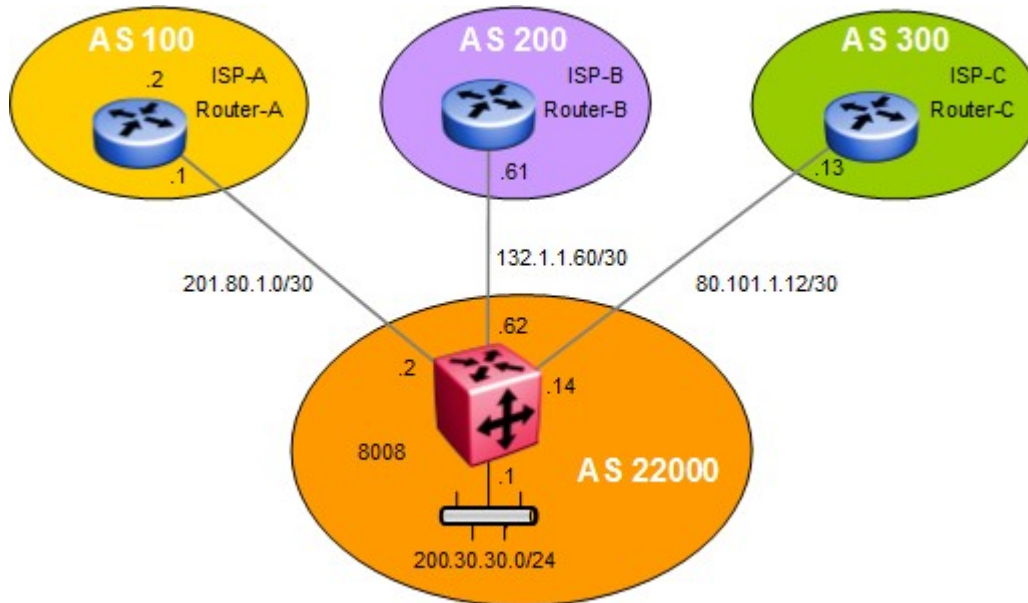 AS 100
.2
ISP-A
Router-A
.1
AS 200
ISP-B
Router-B
.61
AS 300
ISP-C
Router-C
.13
201.80.1.0/30
132.1.1.60/30
80.101.1.12/30
.2
.62
.14
8008
.1
AS 22000
200.30.30.0/24